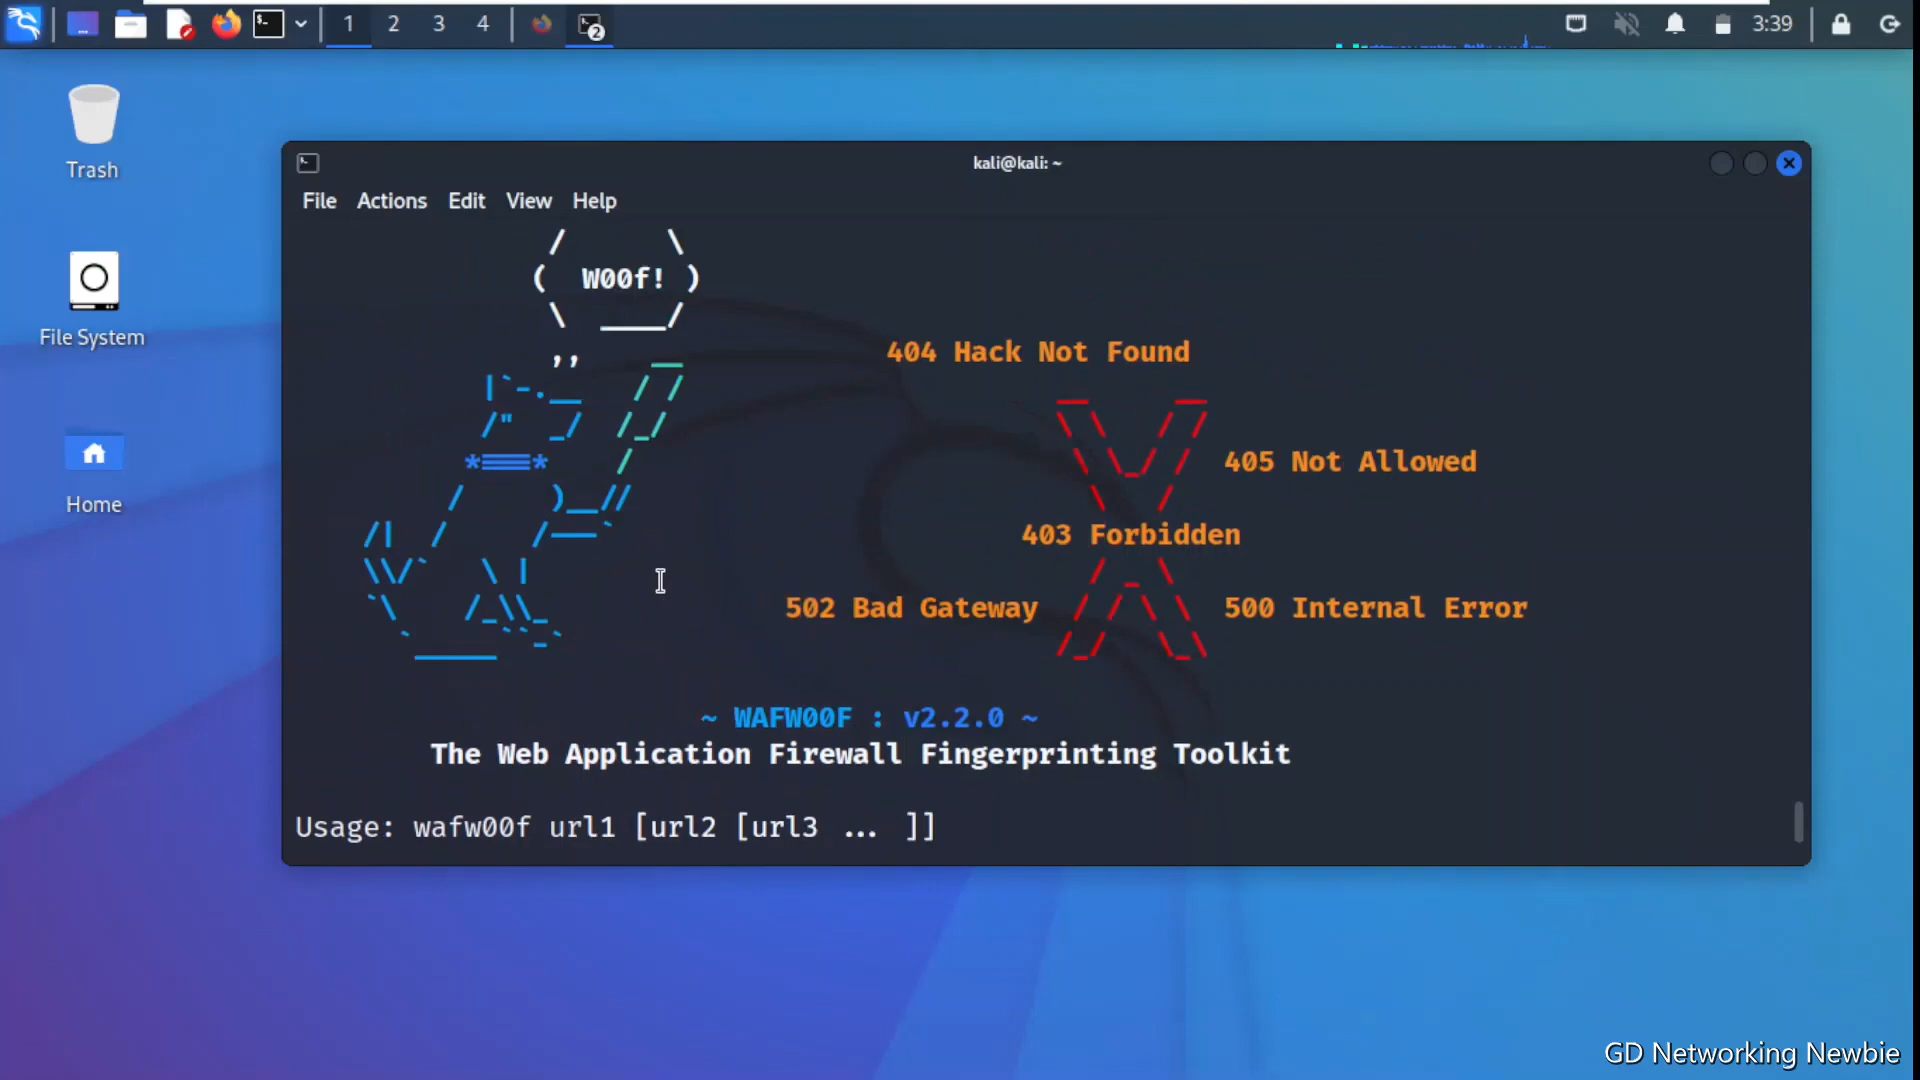 1 2 3 4 2 3:39
Trash
File System
Home
kali@kali: ~
File Actions Edit View Help
W00f!
404 Hack Not Found
405 Not Allowed
403 Forbidden
502 Bad Gateway
500 Internal Error
~ WAFW00F : v2.2.0 ~
The Web Application Firewall Fingerprinting Toolkit
Usage: wafw00f url1 [url2 [url3 ... ]]
GD Networking Newbie